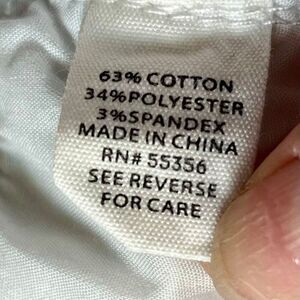 63% COTTON
34%POLYESTER
3%SPANDEX
MADE IN CHINA
RN# 55356
SEE REVERSE
FOR CARE